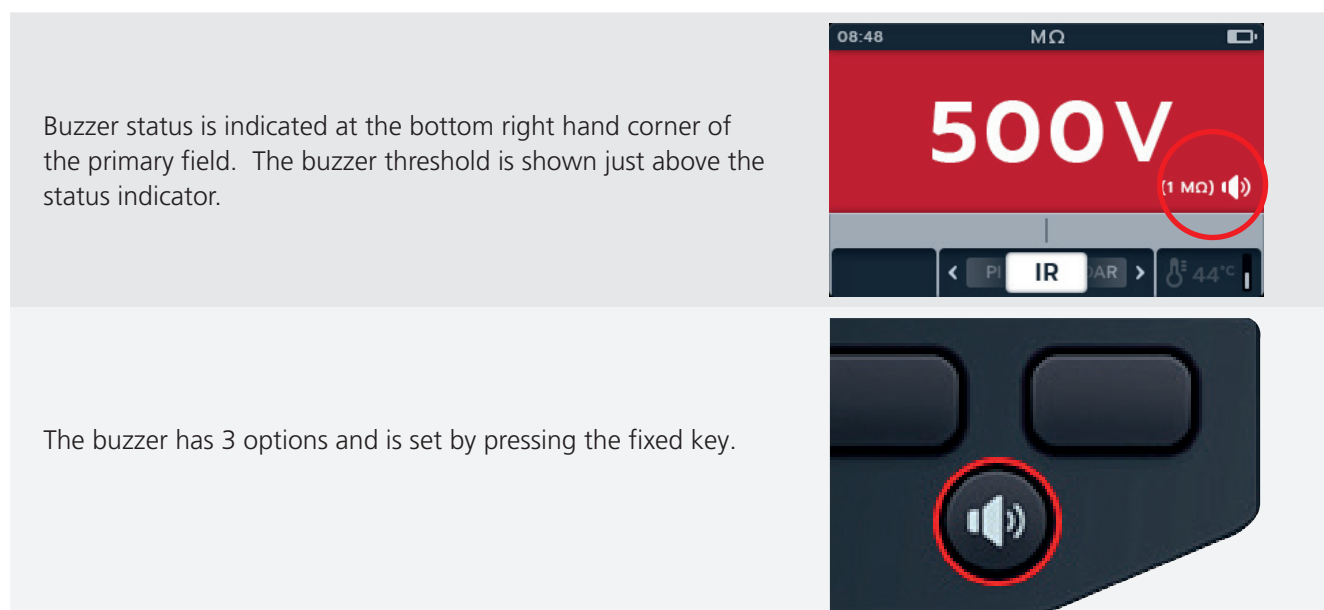 Buzzer status is indicated at the bottom right hand corner of
the primary field. The buzzer threshold is shown just above the
status indicator.
08:48 MΩ
500V
(1 MΩ)
< PI IR DAR > 44°C
The buzzer has 3 options and is set by pressing the fixed key.